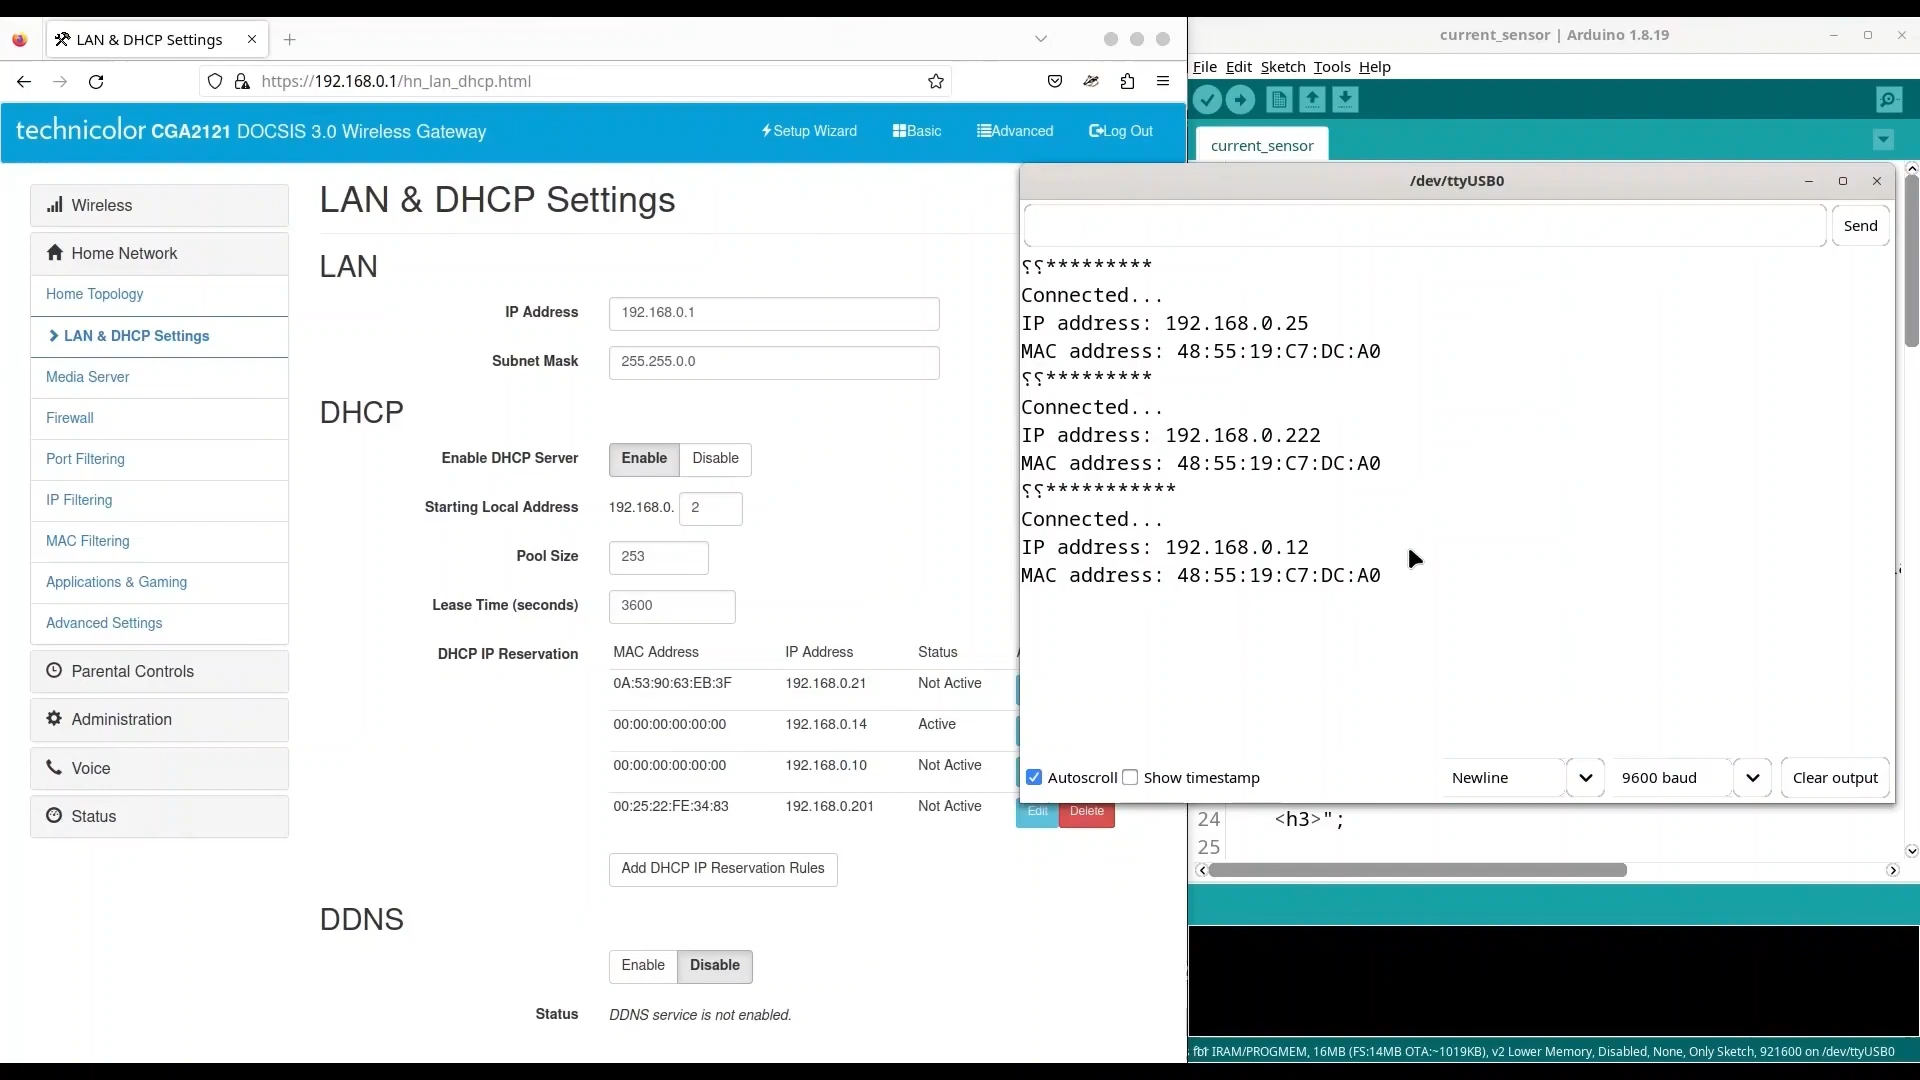 LAN & DHCP Settings
current_sensor | Arduino 1.8.19
https://192.168.0.1/hn_lan_dhcp.html
File Edit Sketch Tools Help
technicolor CGA2121 DOCSIS 3.0 Wireless Gateway
Setup Wizard Basic Advanced Log Out
current_sensor
Wireless
Home Network
Home Topology
LAN & DHCP Settings
Media Server
Firewall
Port Filtering
IP Filtering
MAC Filtering
Applications & Gaming
Advanced Settings
Parental Controls
Administration
Voice
Status
LAN & DHCP Settings
LAN
IP Address 192.168.0.1
Subnet Mask 255.255.0.0
DHCP
Enable DHCP Server Enable Disable
Starting Local Address 192.168.0. 2
Pool Size 253
Lease Time (seconds) 3600
DHCP IP Reservation MAC Address IP Address Status
0A:53:90:63:EB:3F 192.168.0.21 Not Active
00:00:00:00:00:00 192.168.0.14 Active
00:00:00:00:00:00 192.168.0.10 Not Active
00:25:22:FE:34:83 192.168.0.201 Not Active Edit Delete
Add DHCP IP Reservation Rules
DDNS
Enable Disable
Status DDNS service is not enabled.
/dev/ttyUSB0
Send
⸮⸮*********
Connected...
IP address: 192.168.0.25
MAC address: 48:55:19:C7:DC:A0
⸮⸮*********
Connected...
IP address: 192.168.0.222
MAC address: 48:55:19:C7:DC:A0
⸮⸮***********
Connected...
IP address: 192.168.0.12
MAC address: 48:55:19:C7:DC:A0
Autoscroll Show timestamp Newline 9600 baud Clear output
24 <h3>";
25
IRAM/PROGMEM, 16MB (FS:14MB OTA:~1019KB), v2 Lower Memory, Disabled, None, Only Sketch, 921600 on /dev/ttyUSB0